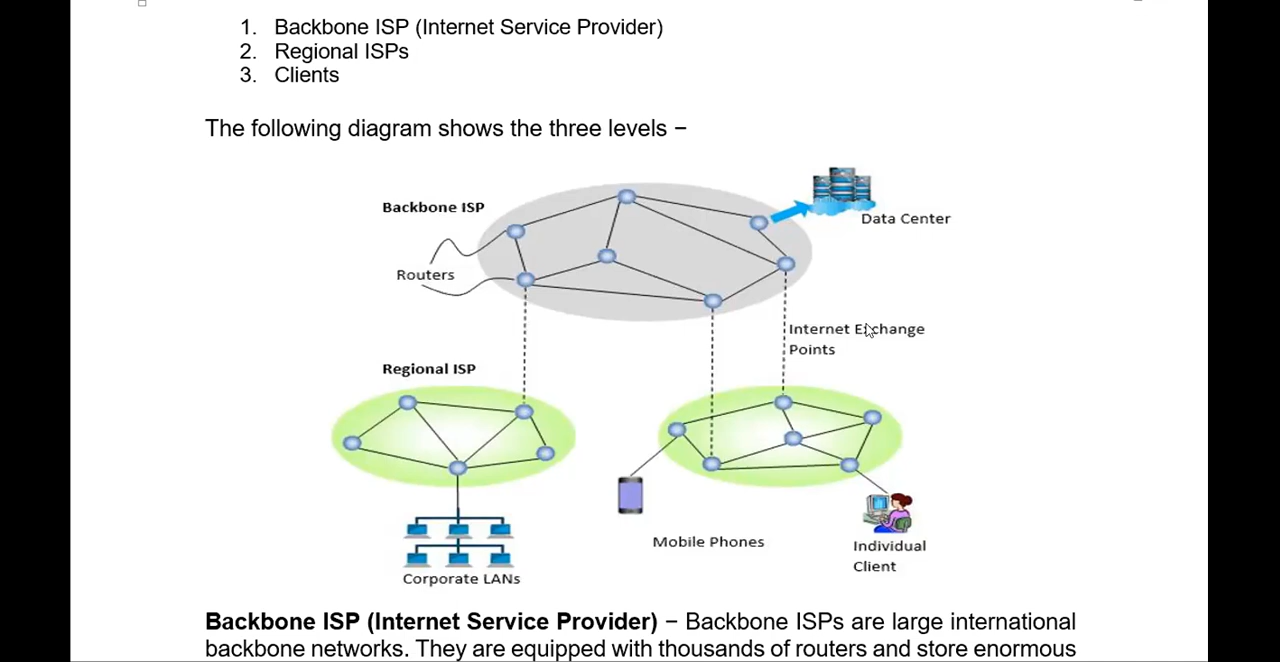 1. Backbone ISP (Internet Service Provider)
2. Regional ISPs
3. Clients
The following diagram shows the three levels −
Backbone ISP
Data Center
Routers
Internet Exchange
Points
Regional ISP
Mobile Phones
Individual
Client
Corporate LANs
Backbone ISP (Internet Service Provider) − Backbone ISPs are large international
backbone networks. They are equipped with thousands of routers and store enormous